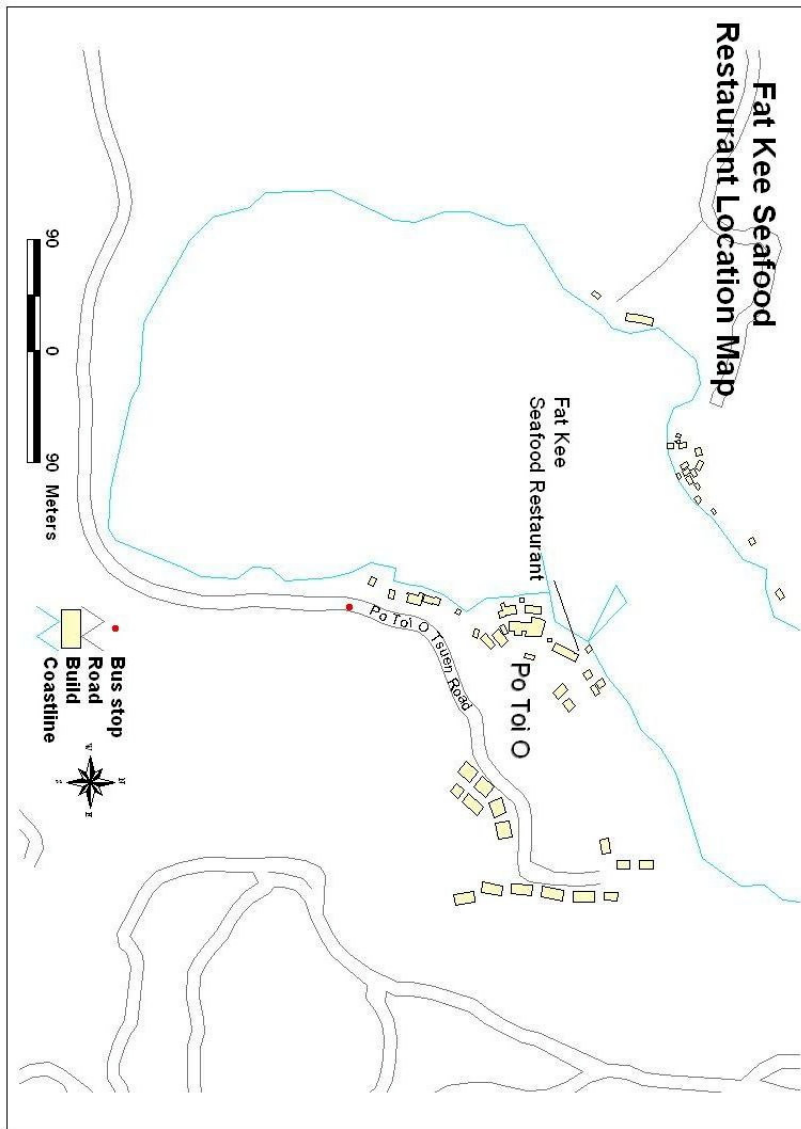 Fat Kee Seafood
Restaurant Location Map
Fat Kee
Seafood Restaurant
Po Toi O
Po Toi O Tsuen Road
90 0 90 Meters
Bus stop
Road
Build
Coastline
N
W E
S